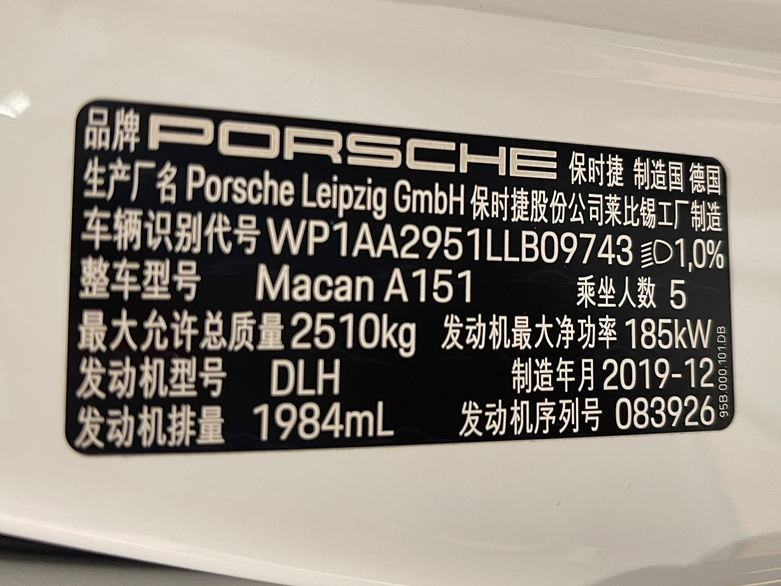 品牌 PORSCHE 保时捷 制造国 德国
生产厂名 Porsche Leipzig GmbH 保时捷股份公司莱比锡工厂制造
车辆识别代号 WP1AA2951LLB09743 1,0%
整车型号 Macan A151 乘坐人数 5
最大允许总质量 2510kg 发动机最大净功率 185kW
发动机型号 DLH 制造年月 2019-12
发动机排量 1984mL 发动机序列号 083926
95B.000.101.DB